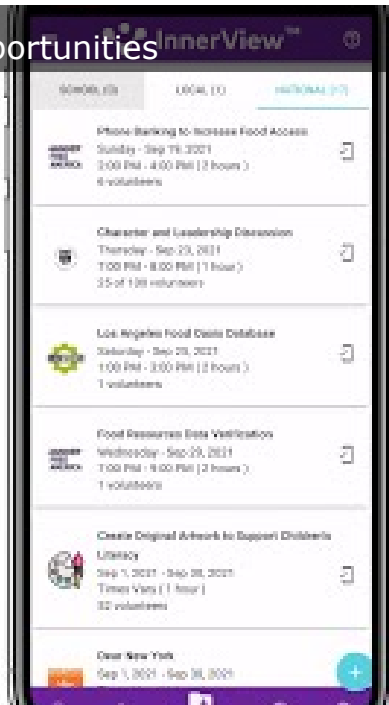 portunities
InnerView™
SCHOOL (0) LOCAL (1) NATIONAL (17)
Phone Banking to Increase Food Access
Sunday - Sep 19, 2021
2:00 PM - 4:00 PM ( 2 hours )
6 volunteers
Character and Leadership Discussion
Thursday - Sep 23, 2021
7:00 PM - 8:00 PM ( 1 hour )
25 of 100 volunteers
Los Angeles Food Oasis Database
Saturday - Sep 25, 2021
1:00 PM - 3:00 PM ( 2 hours )
1 volunteers
Food Resources Data Verification
Wednesday - Sep 29, 2021
7:00 PM - 9:00 PM ( 2 hours )
1 volunteers
Create Original Artwork to Support Children's
Literacy
Sep 1, 2021 - Sep 30, 2021
Times Vary ( 1 hour )
32 volunteers
Dear New York
Sep 1, 2021 - Sep 30, 2021